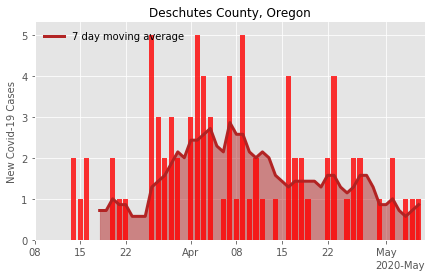 Deschutes County, Oregon
7 day moving average
New Covid-19 Cases
5
4
3
2
1
0
08 15 22 Apr 08 15 22 May
2020-May